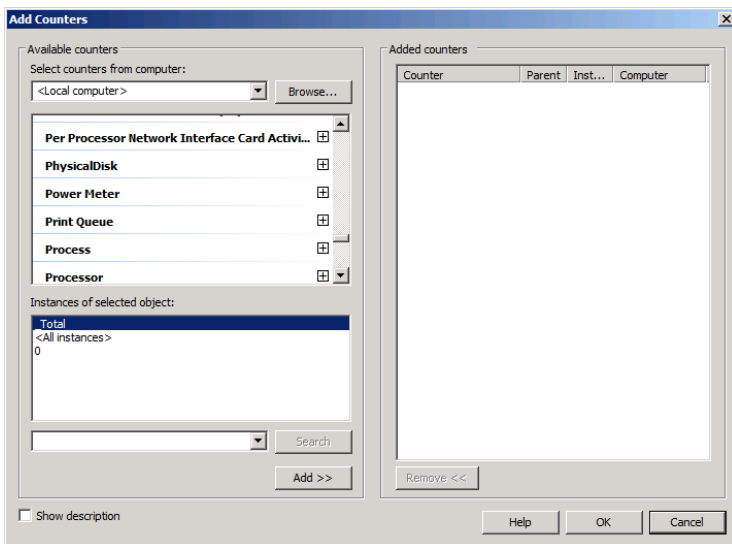 Add Counters
Available counters
Select counters from computer:
<Local computer>
Browse...
Per Processor Network Interface Card Activi...
PhysicalDisk
Power Meter
Print Queue
Process
Processor
Instances of selected object:
_Total
<All instances>
0
Search
Add >>
Show description
Added counters
Counter Parent Inst... Computer
Remove <<
Help OK Cancel